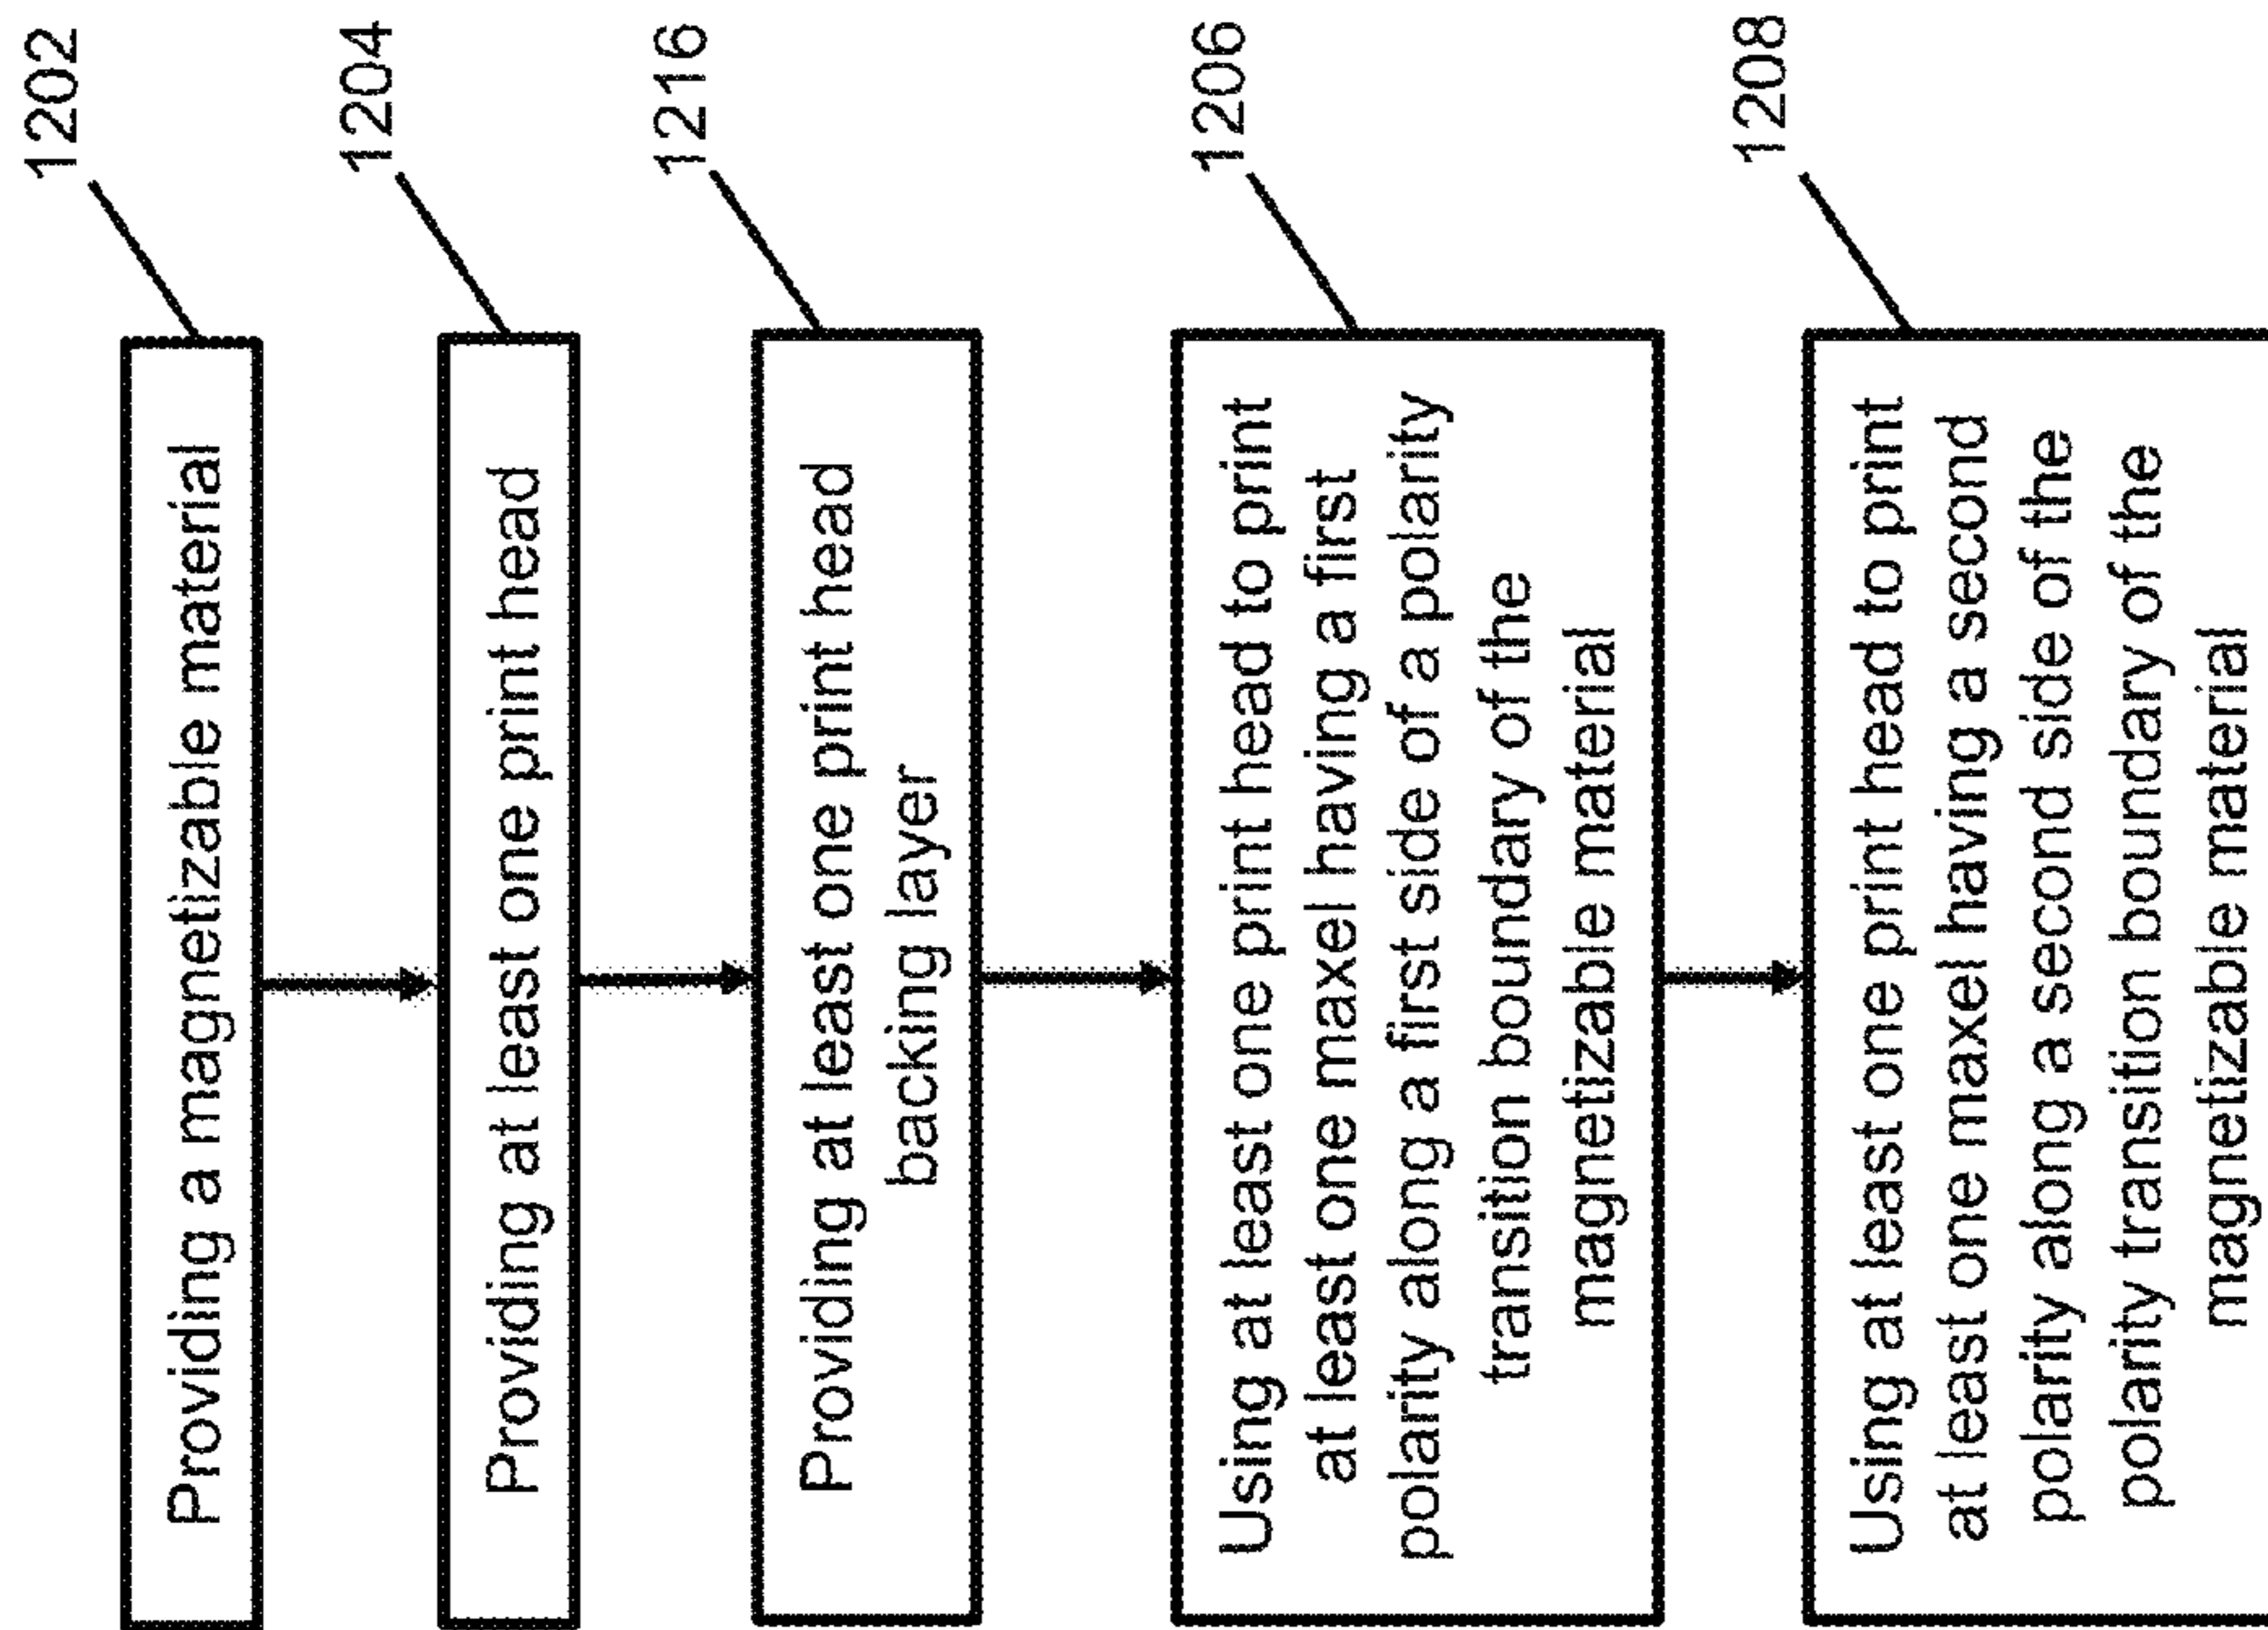 Providing a magnetizable material
1202
Providing at least one print head
1204
Providing at least one print head
backing layer
1216
Using at least one print head to print
at least one maxel having a first
polarity along a first side of a polarity
transition boundary of the
magnetizable material
1206
Using at least one print head to print
at least one maxel having a second
polarity along a second side of the
polarity transition boundary of the
magnetizable material
1208